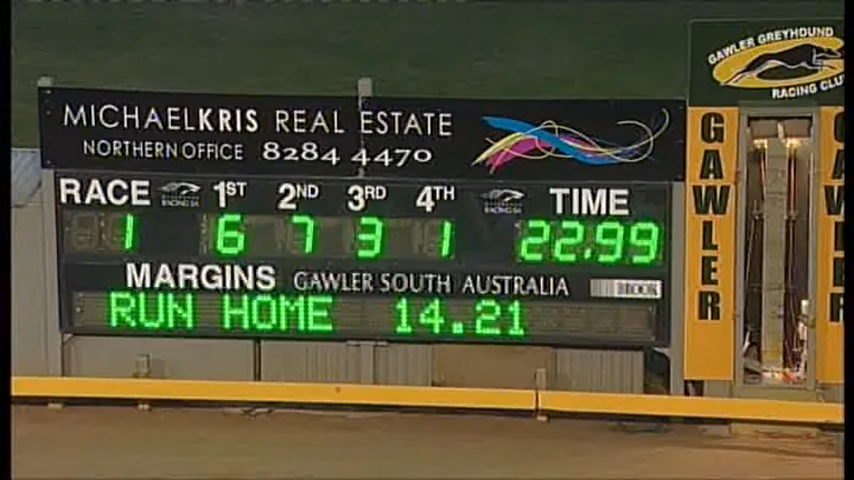 GAWLER GREYHOUND
RACING CLUB
MICHAELKRIS REAL ESTATE
NORTHERN OFFICE 8284 4470
RACE 1ST 2ND 3RD 4TH TIME
1 6 7 3 1 22.99
MARGINS GAWLER SOUTH AUSTRALIA
RUN HOME 14.21
GAWLER
GAWLER